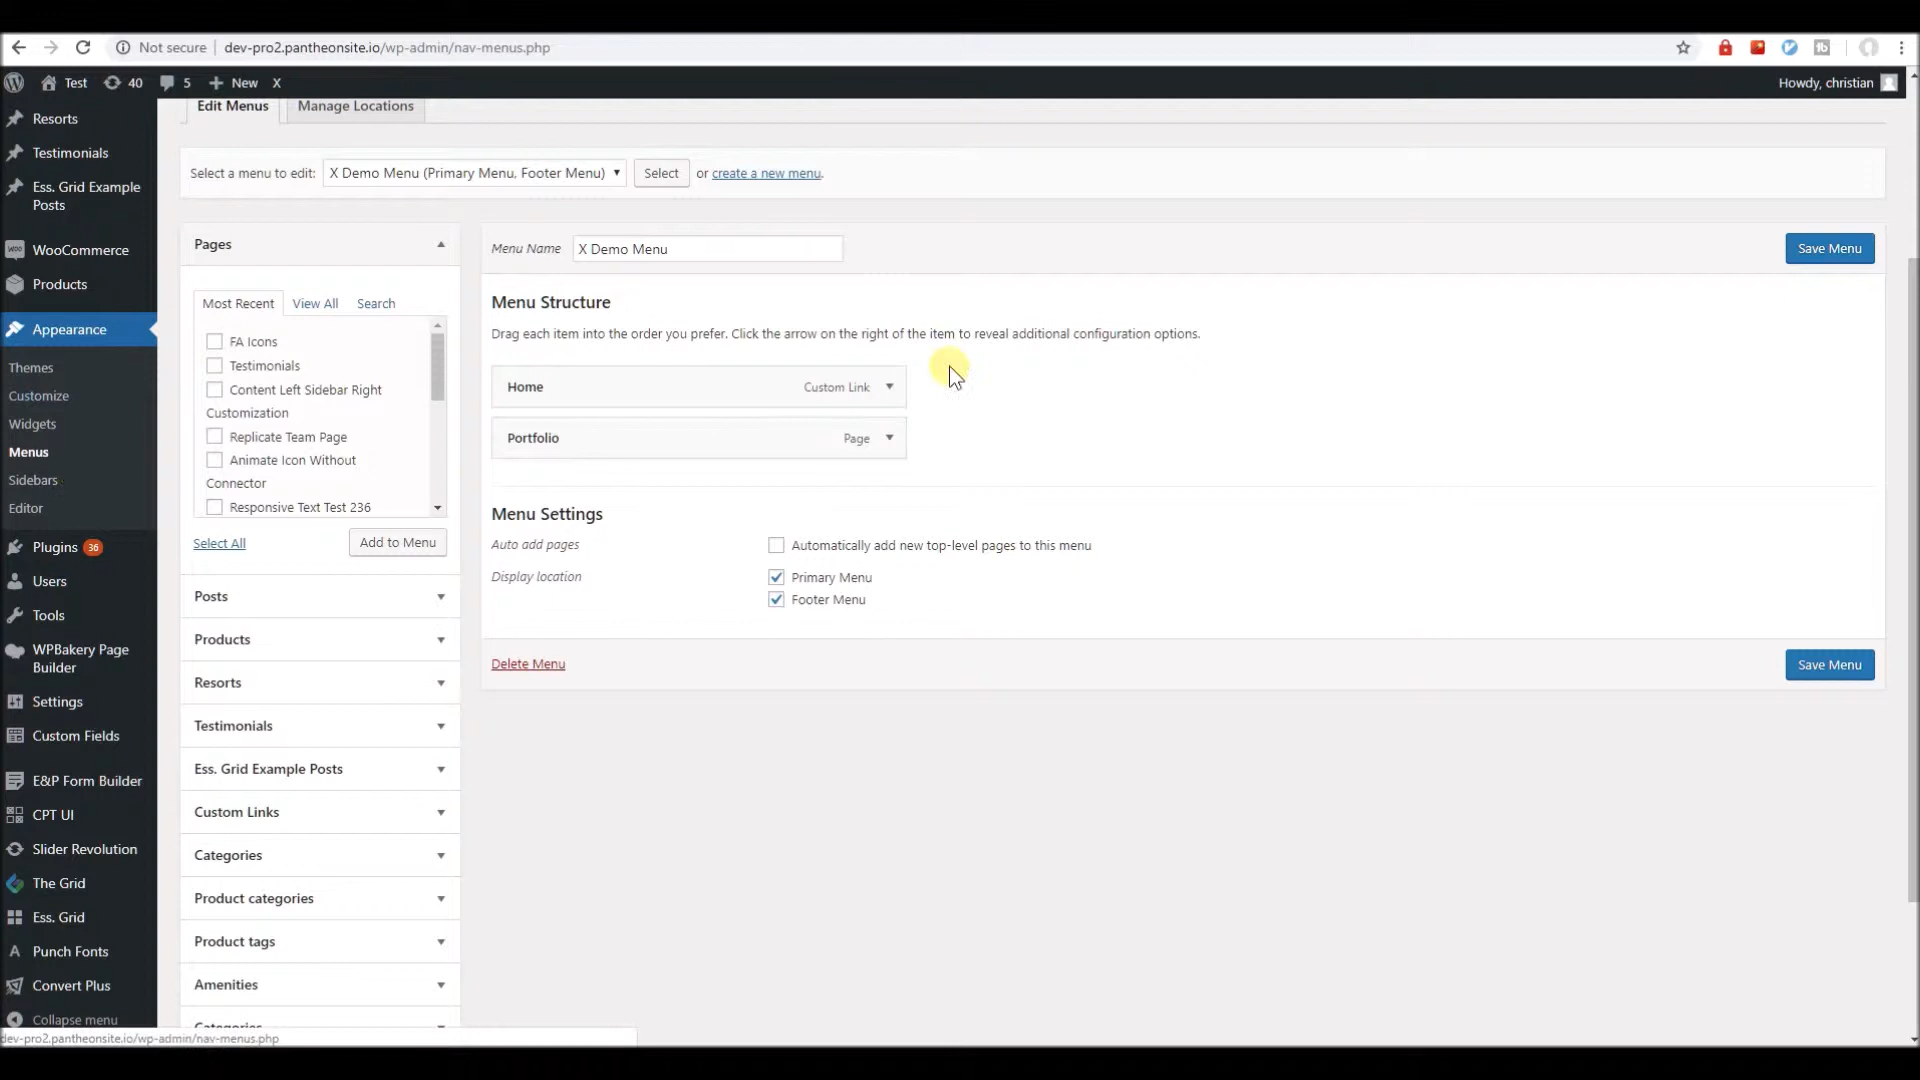 Not secure
dev-pro2.pantheonsite.io/wp-admin/nav-menus.php
Test
40
5
New
X
Howdy, christian
Resorts
Testimonials
Ess. Grid Example
Posts
WooCommerce
Products
Appearance
Themes
Customize
Widgets
Menus
Sidebars
Editor
Plugins 36
Users
Tools
WPBakery Page
Builder
Settings
Custom Fields
E&P Form Builder
CPT UI
Slider Revolution
The Grid
Ess. Grid
Punch Fonts
Convert Plus
Collapse menu
dev-pro2.pantheonsite.io/wp-admin/nav-menus.php
Edit Menus
Manage Locations
Select a menu to edit: X Demo Menu (Primary Menu, Footer Menu) Select or create a new menu.
Pages
Most Recent View All Search
FA Icons
Testimonials
Content Left Sidebar Right
Customization
Replicate Team Page
Animate Icon Without
Connector
Responsive Text Test 236
Select All
Add to Menu
Posts
Products
Resorts
Testimonials
Ess. Grid Example Posts
Custom Links
Categories
Product categories
Product tags
Amenities
Categories
Menu Name X Demo Menu
Save Menu
Menu Structure
Drag each item into the order you prefer. Click the arrow on the right of the item to reveal additional configuration options.
Home Custom Link
Portfolio Page
Menu Settings
Auto add pages Automatically add new top-level pages to this menu
Display location Primary Menu
Footer Menu
Delete Menu
Save Menu